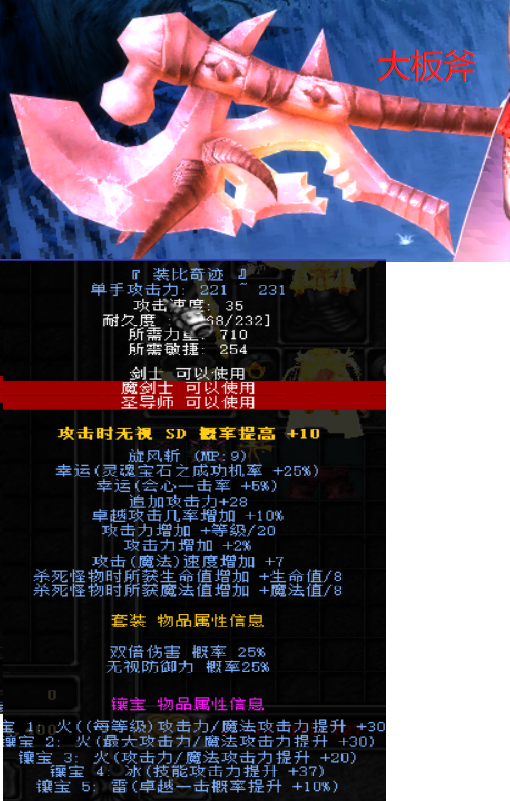 大板斧
『 装比奇迹 』
单手攻击力: 221 ~ 231
攻击速度: 35
耐久度 : 68/232]
所需力量: 710
所需敏捷: 254
剑士 可以使用
魔剑士 可以使用
圣导师 可以使用
攻击时无视 SD 概率提高 +10
旋风斩 (MP:9)
幸运(灵魂宝石之成功机率 +25%)
幸运(会心一击率 +5%)
追加攻击力+28
卓越攻击几率增加 +10%
攻击力增加 +等级/20
攻击力增加 +2%
攻击(魔法)速度增加 +7
杀死怪物时所获生命值增加 +生命值/8
杀死怪物时所获魔法值增加 +魔法值/8
套装 物品属性信息
双倍伤害 概率 25%
无视防御力 概率25%
0
镶宝 物品属性信息
宝 1: 火((每等级)攻击力/魔法攻击力提升 +30
镶宝 2: 火(最大攻击力/魔法攻击力提升 +30)
镶宝 3: 火(攻击力/魔法攻击力提升 +20)
镶宝 4: 冰(技能攻击力提升 +37)
镶宝 5: 雷(卓越一击概率提升 +10%)